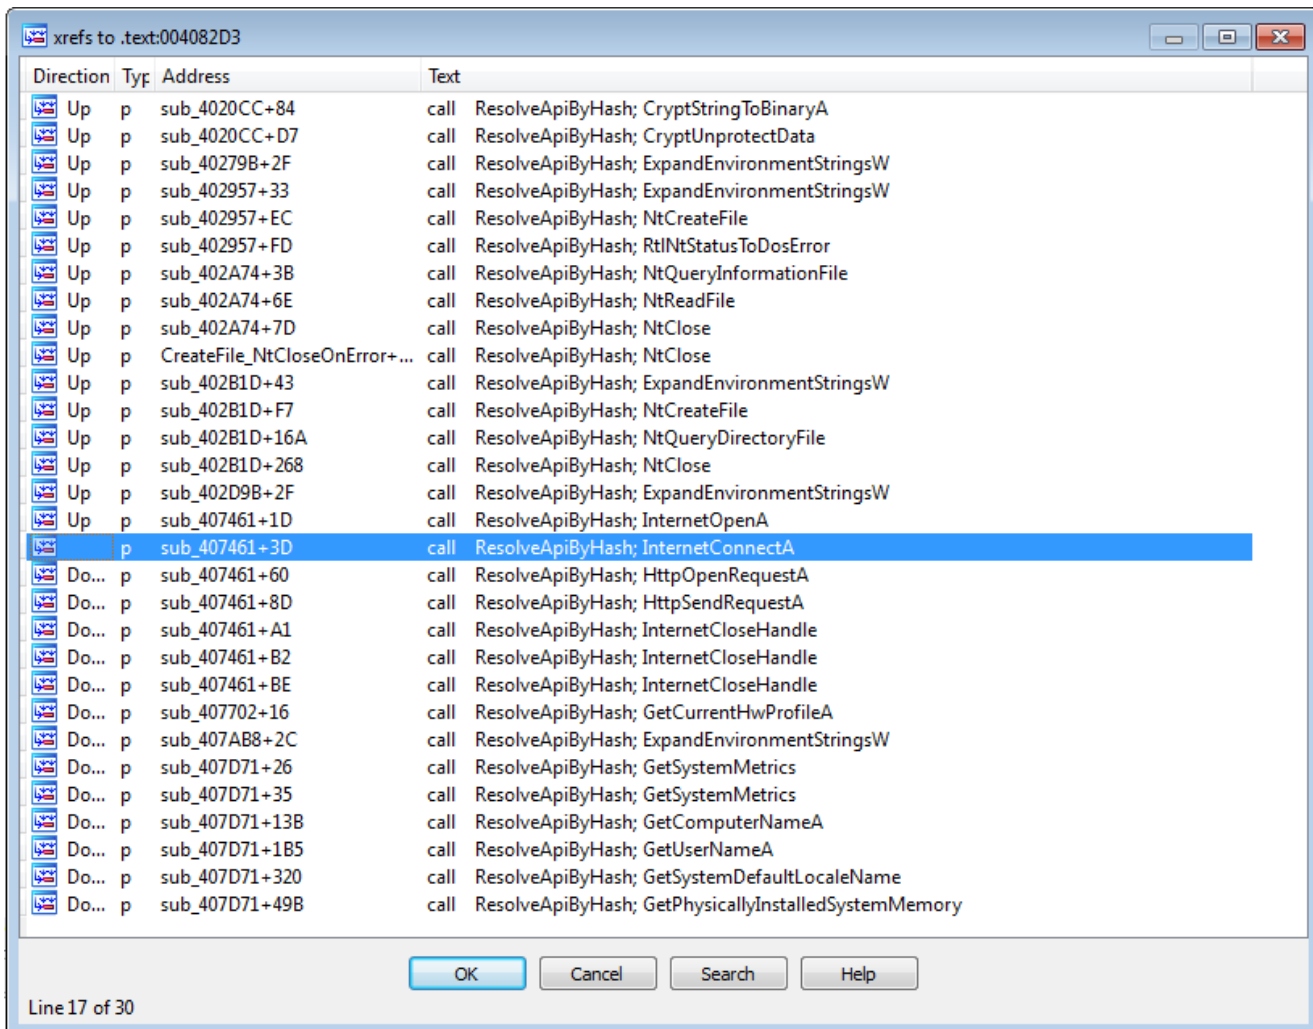 xrefs to .text:004082D3
Direction Typ Address Text
Up p sub_4020CC+84 call ResolveApiByHash; CryptStringToBinaryA
Up p sub_4020CC+D7 call ResolveApiByHash; CryptUnprotectData
Up p sub_40279B+2F call ResolveApiByHash; ExpandEnvironmentStringsW
Up p sub_402957+33 call ResolveApiByHash; ExpandEnvironmentStringsW
Up p sub_402957+EC call ResolveApiByHash; NtCreateFile
Up p sub_402957+FD call ResolveApiByHash; RtlNtStatusToDosError
Up p sub_402A74+3B call ResolveApiByHash; NtQueryInformationFile
Up p sub_402A74+6E call ResolveApiByHash; NtReadFile
Up p sub_402A74+7D call ResolveApiByHash; NtClose
Up p CreateFile_NtCloseOnError+... call ResolveApiByHash; NtClose
Up p sub_402B1D+43 call ResolveApiByHash; ExpandEnvironmentStringsW
Up p sub_402B1D+F7 call ResolveApiByHash; NtCreateFile
Up p sub_402B1D+16A call ResolveApiByHash; NtQueryDirectoryFile
Up p sub_402B1D+268 call ResolveApiByHash; NtClose
Up p sub_402D9B+2F call ResolveApiByHash; ExpandEnvironmentStringsW
Up p sub_407461+1D call ResolveApiByHash; InternetOpenA
p sub_407461+3D call ResolveApiByHash; InternetConnectA
Do... p sub_407461+60 call ResolveApiByHash; HttpOpenRequestA
Do... p sub_407461+8D call ResolveApiByHash; HttpSendRequestA
Do... p sub_407461+A1 call ResolveApiByHash; InternetCloseHandle
Do... p sub_407461+B2 call ResolveApiByHash; InternetCloseHandle
Do... p sub_407461+BE call ResolveApiByHash; InternetCloseHandle
Do... p sub_407702+16 call ResolveApiByHash; GetCurrentHwProfileA
Do... p sub_407AB8+2C call ResolveApiByHash; ExpandEnvironmentStringsW
Do... p sub_407D71+26 call ResolveApiByHash; GetSystemMetrics
Do... p sub_407D71+35 call ResolveApiByHash; GetSystemMetrics
Do... p sub_407D71+13B call ResolveApiByHash; GetComputerNameA
Do... p sub_407D71+1B5 call ResolveApiByHash; GetUserNameA
Do... p sub_407D71+320 call ResolveApiByHash; GetSystemDefaultLocaleName
Do... p sub_407D71+49B call ResolveApiByHash; GetPhysicallyInstalledSystemMemory
OK Cancel Search Help
Line 17 of 30